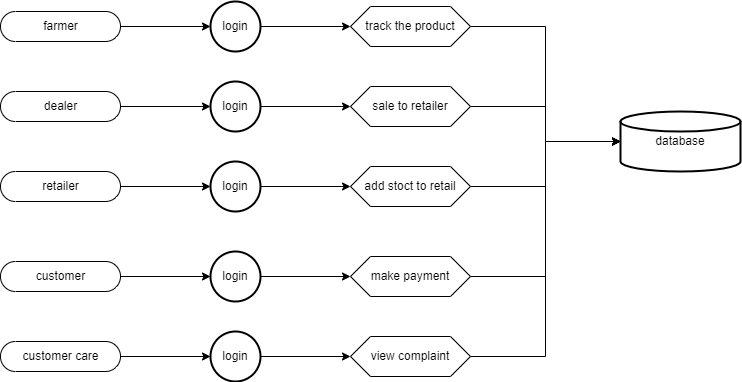 farmer
login
track the product
dealer
login
sale to retailer
database
retailer
login
add stoct to retail
customer
login
make payment
customer care
login
view complaint